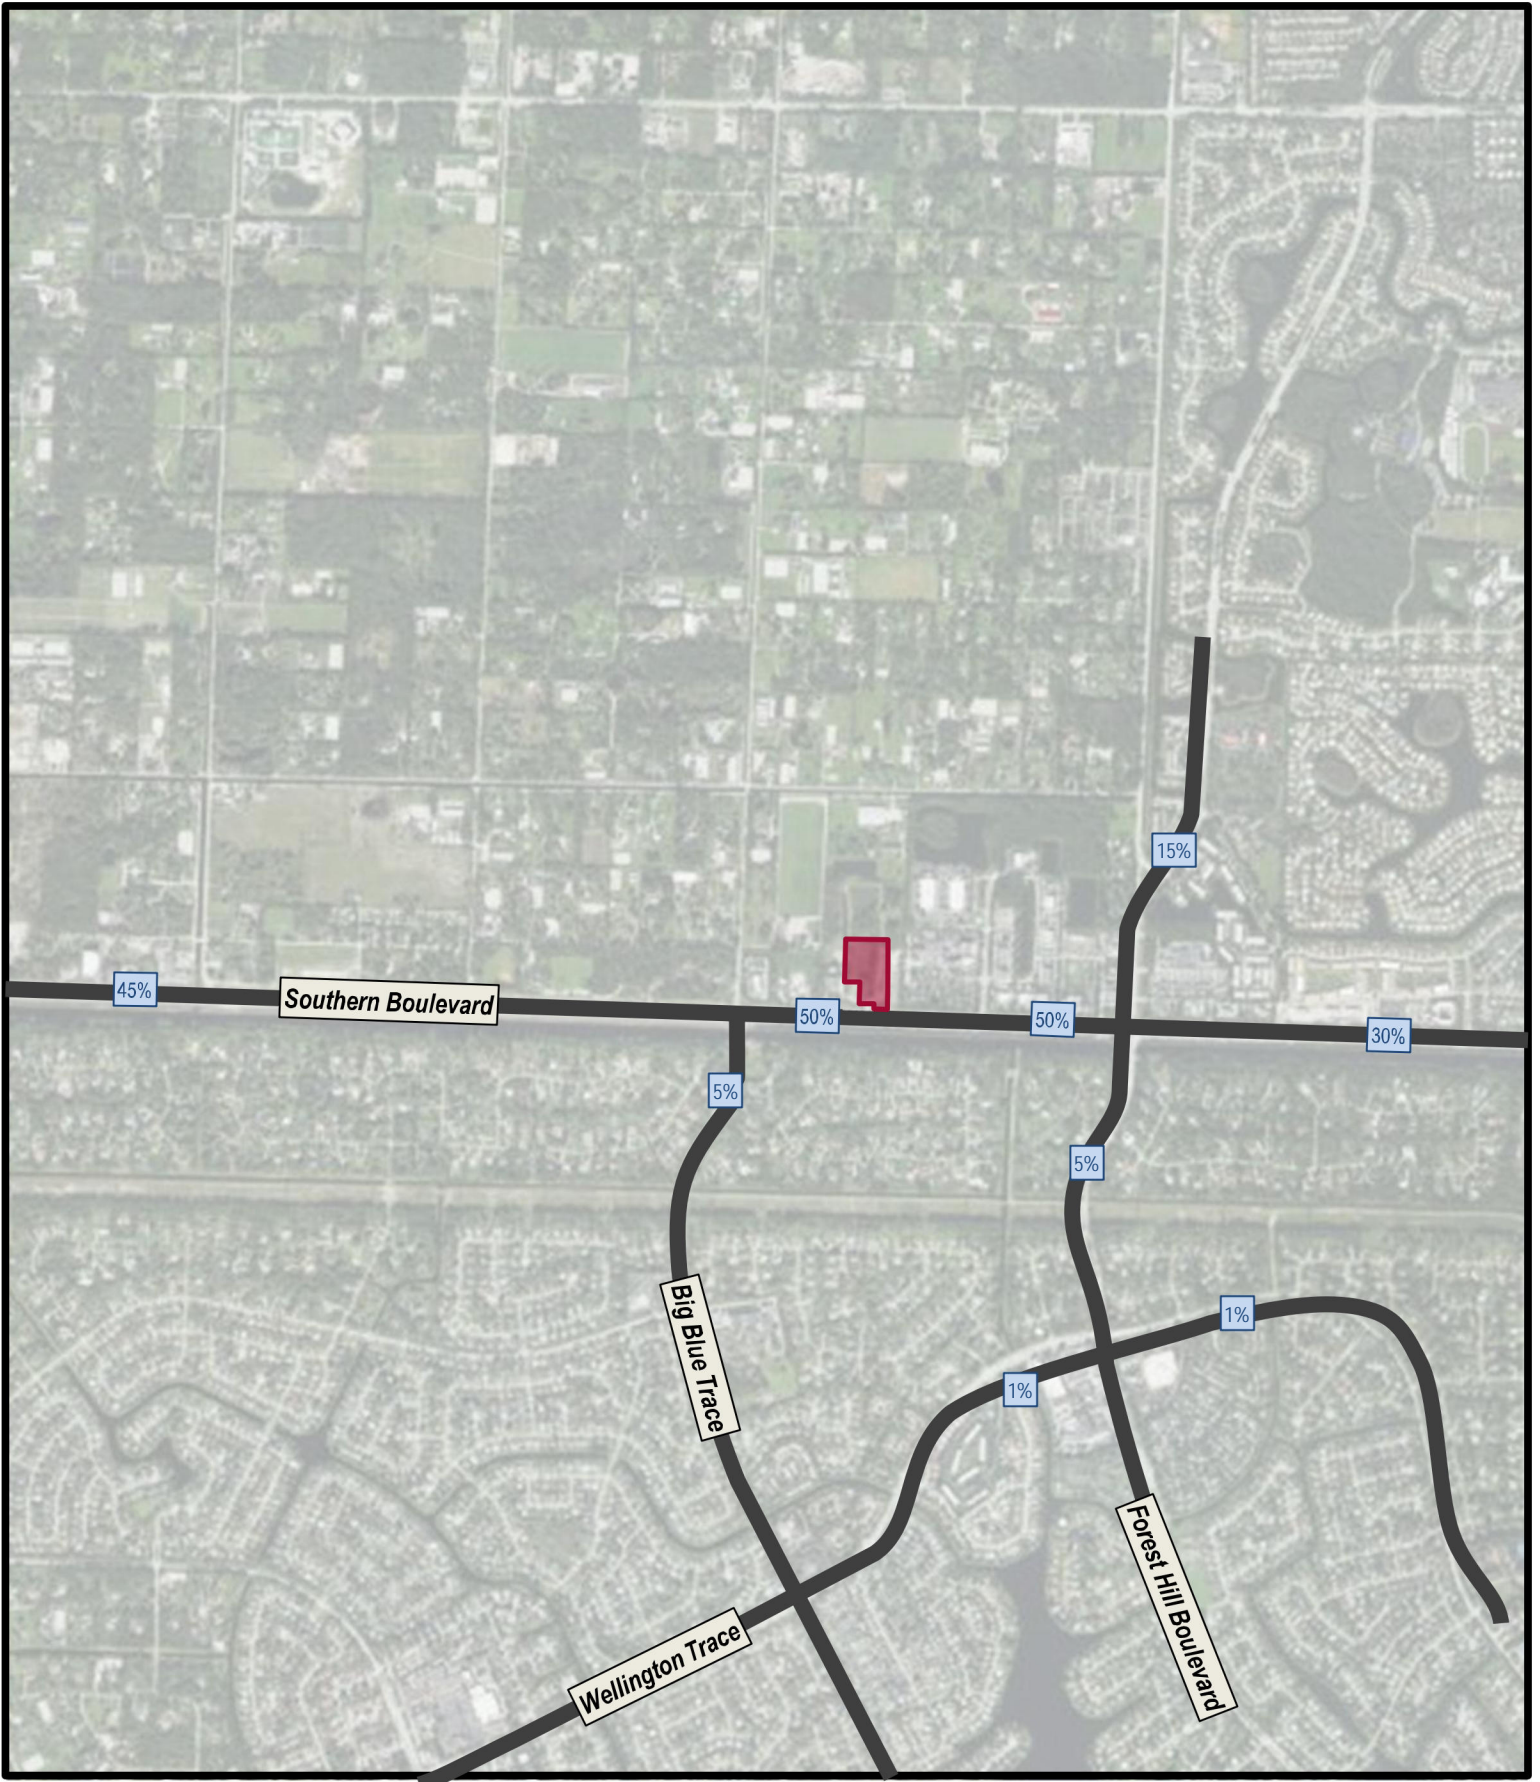 15%
45%
Southern Boulevard
50%
50%
30%
5%
5%
Big Blue Trace
1%
1%
Forest Hill Boulevard
Wellington Trace